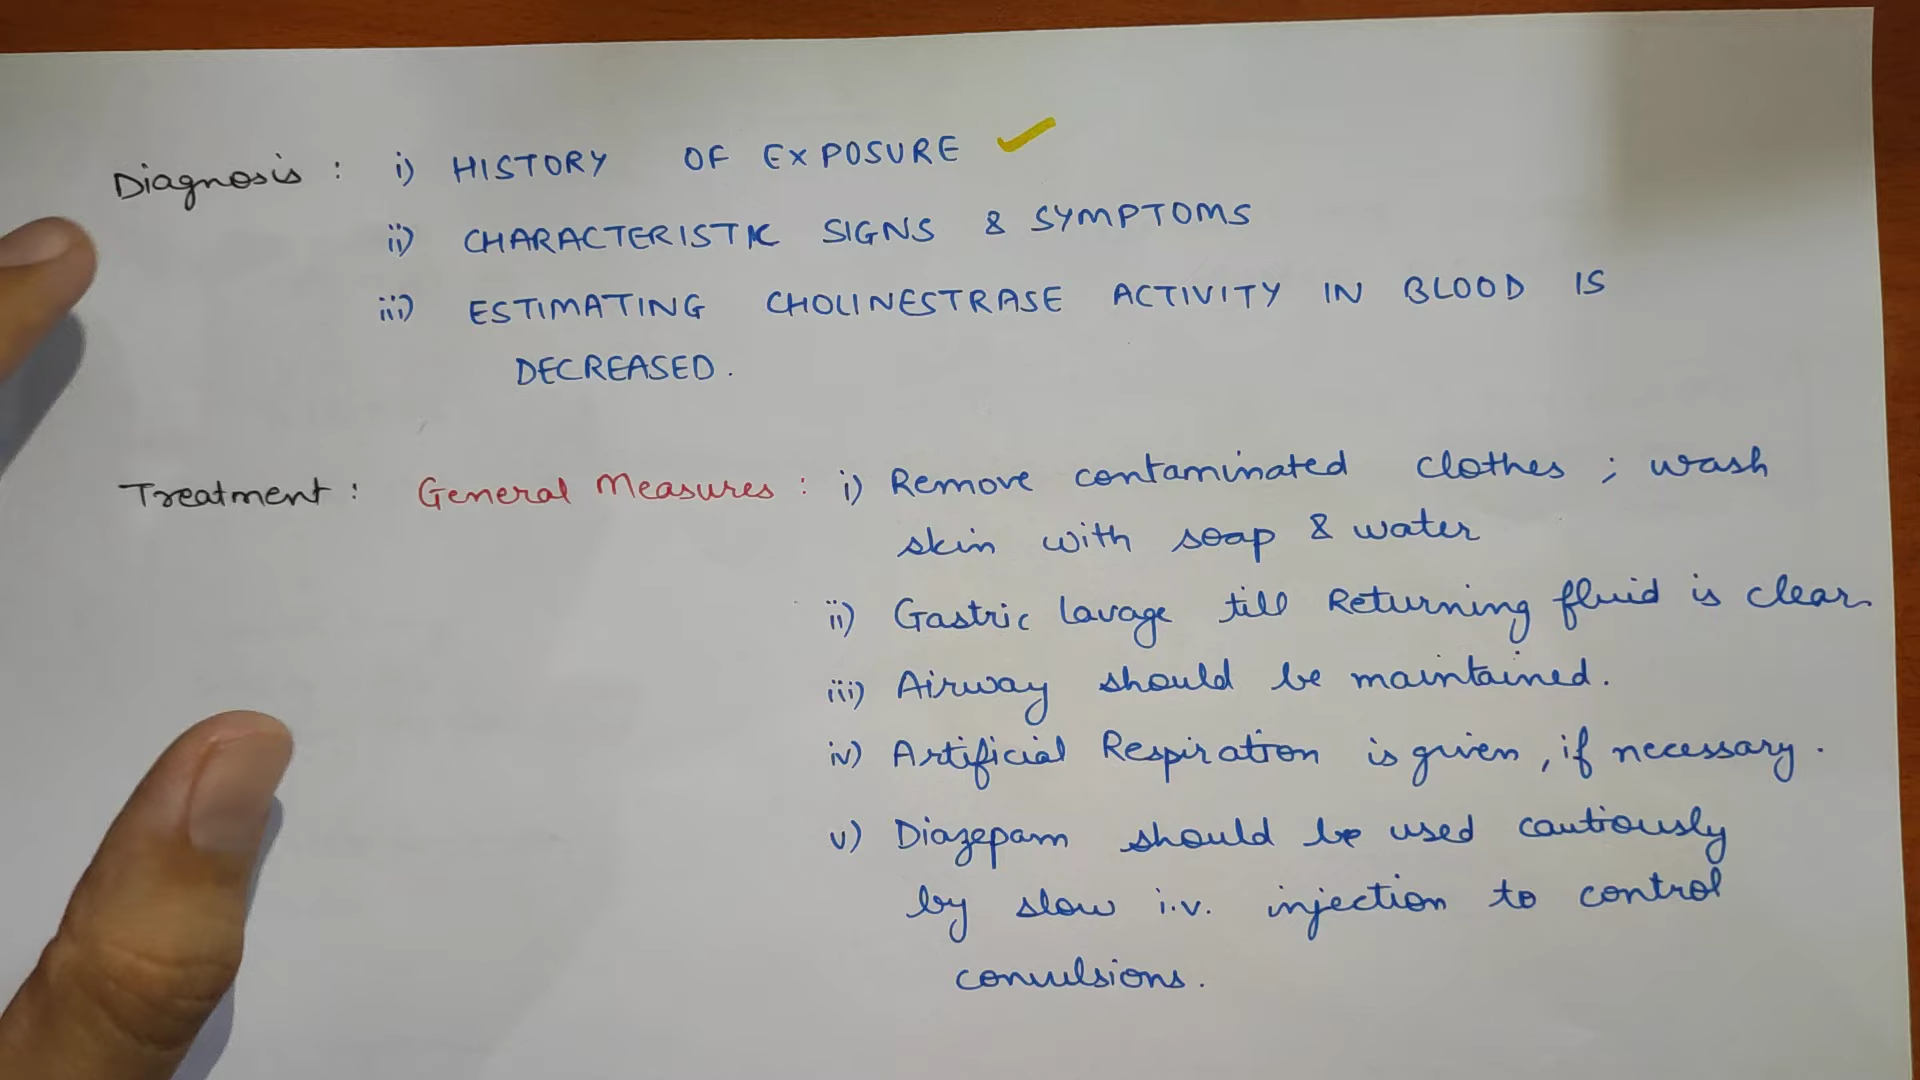 Diagnosis : i) HISTORY OF EXPOSURE
ii) CHARACTERISTIC SIGNS & SYMPTOMS
iii) ESTIMATING CHOLINESTRASE ACTIVITY IN BLOOD IS
DECREASED.
Treatment : General Measures : i) Remove contaminated clothes ; wash
skin with soap & water
ii) Gastric lavage till Returning fluid is clear
iii) Airway should be maintained.
iv) Artificial Respiration is given, if necessary.
v) Diazepam should be used cautiously
by slow i.v. injection to control
convulsions.